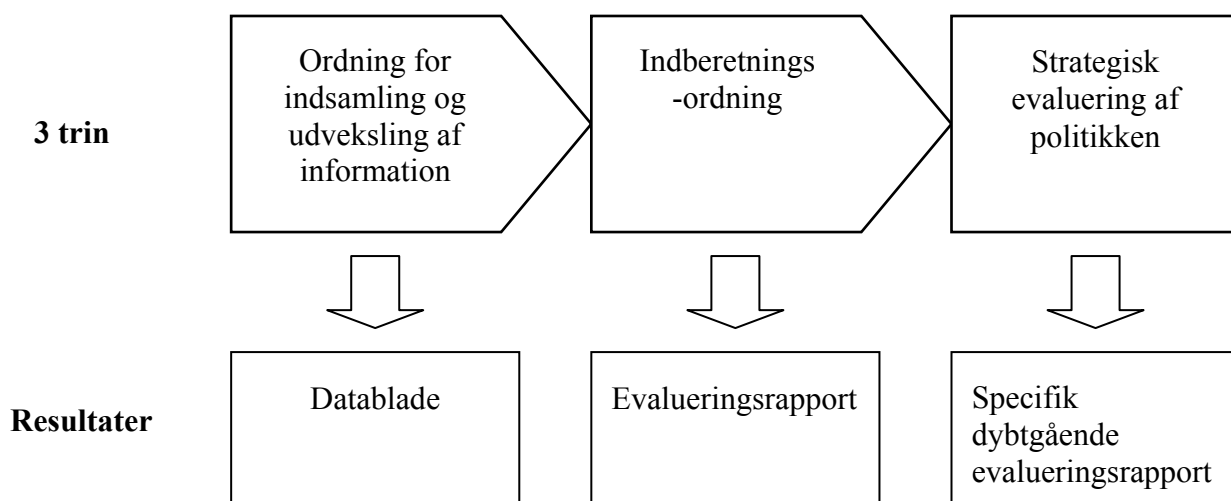 3 trin
Ordning for
indsamling og
udveksling af
information
Indberetnings
-ordning
Strategisk
evaluering af
politikken
Resultater
Datablade
Evalueringsrapport
Specifik
dybtgående
evalueringsrapport